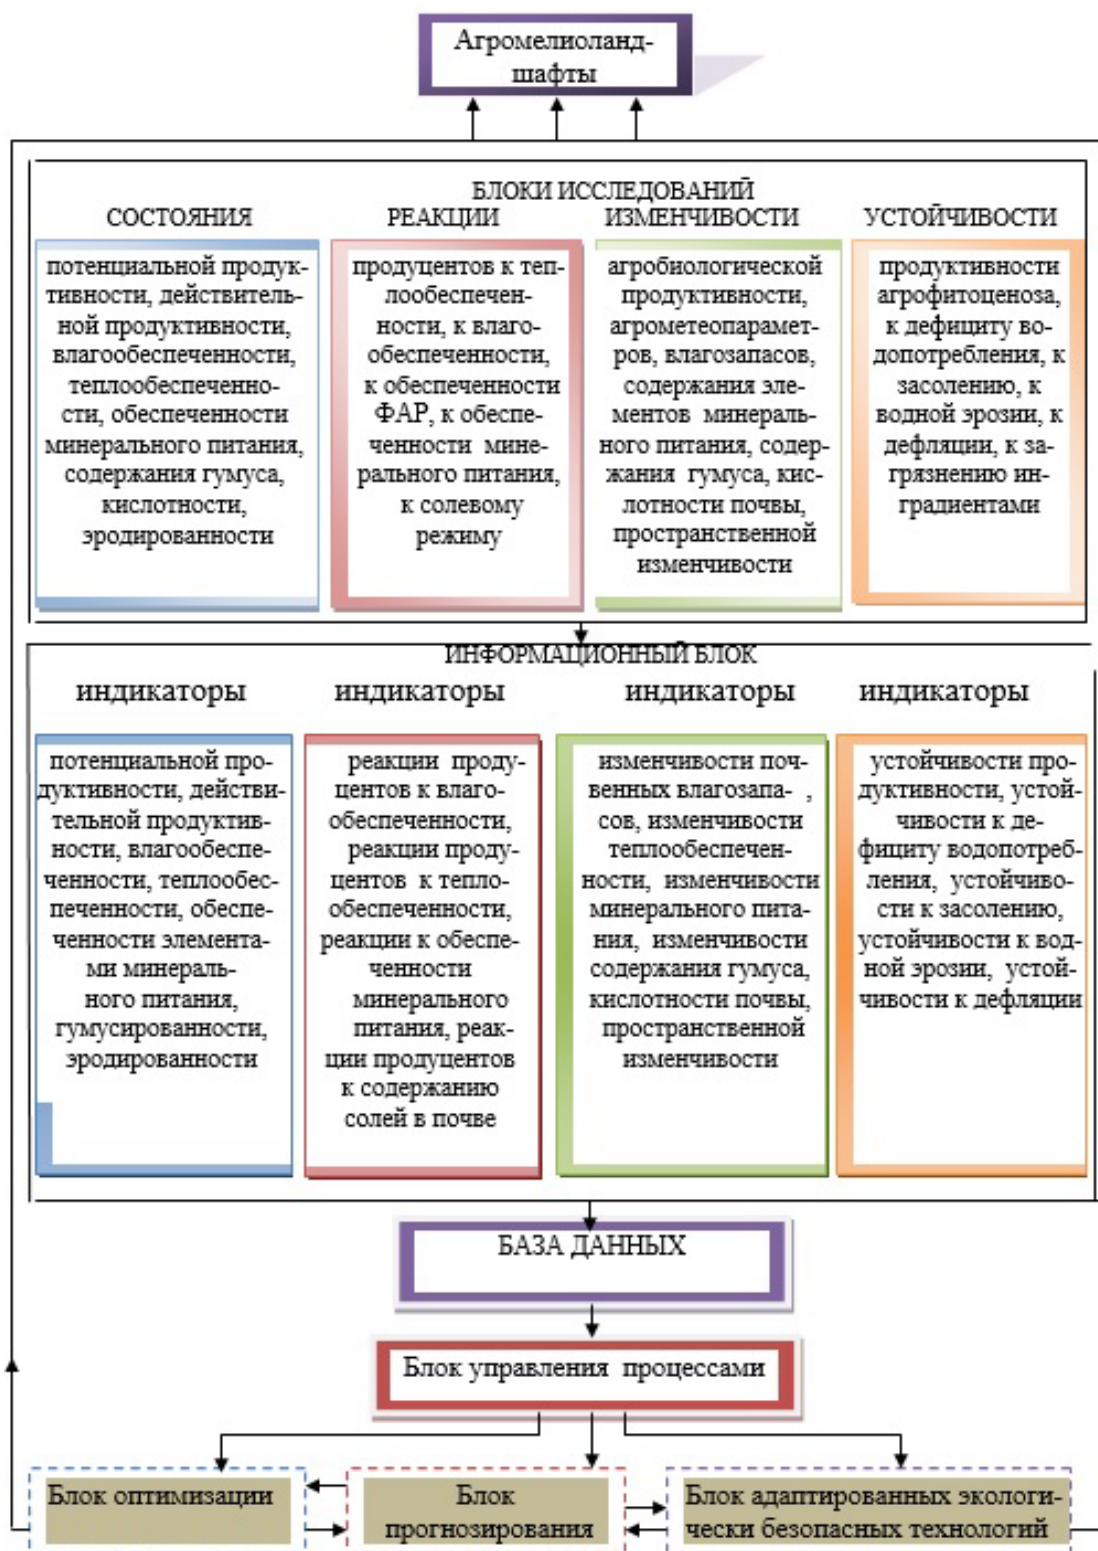 Агромелиоланд-
шафты
БЛОКИ ИССЛЕДОВАНИЙ
СОСТОЯНИЯ
РЕАКЦИИ
ИЗМЕНЧИВОСТИ
УСТОЙЧИВОСТИ
потенциальной продук-
тивности, действитель-
ной продуктивности,
влагообеспеченности,
теплообеспеченно-
сти, обеспеченности
минерального питания,
содержания гумуса,
кислотности,
эродированности
продуцентов к теп-
лообеспечен-
ности, к влаго-
обеспеченности,
к обеспеченности
ФАР, к обеспе-
ченности мине-
рального питания,
к солевому
режиму
агробиологической
продуктивности,
агрометеопарамет-
ров, влагозапасов,
содержания эле-
ментов минераль-
ного питания, содер-
жания гумуса, кис-
лотности почвы,
пространственной
изменчивости
продуктивности
агрофитоценоза,
к дефициту во-
допотребления, к
засолению, к
водной эрозии, к
дефляции, к за-
грязнению ин-
градиентами
ИНФОРМАЦИОННЫЙ БЛОК
индикаторы
индикаторы
индикаторы
индикаторы
потенциальной про-
дуктивности, действи-
тельной продуктив-
ности, влагообеспе-
ченности, теплообес-
печенности, обеспе-
ченности элемента-
ми минераль-
ного питания,
гумусированности,
эродированности
реакции проду-
центов к влаго-
обеспеченности,
реакции проду-
центов к тепло-
обеспеченности,
реакции к обеспе-
ченности
минерального
питания, реак-
ции продуцентов
к содержанию
солей в почве
изменчивости поч-
венных влагозапа- ,
сов, изменчивости
теплообеспечен-
ности, изменчивости
минерального пита-
ния, изменчивости
содержания гумуса,
кислотности почвы,
пространственной
изменчивости
устойчивости про-
дуктивности, устой-
чивости к де-
фициту водопотреб-
ления, устойчиво-
сти к засолению,
устойчивости к вод-
ной эрозии, устой-
чивости к дефляции
БАЗА ДАННЫХ
Блок управления процессами
Блок оптимизации
Блок
прогнозирования
Блок адаптированных экологи-
чески безопасных технологий